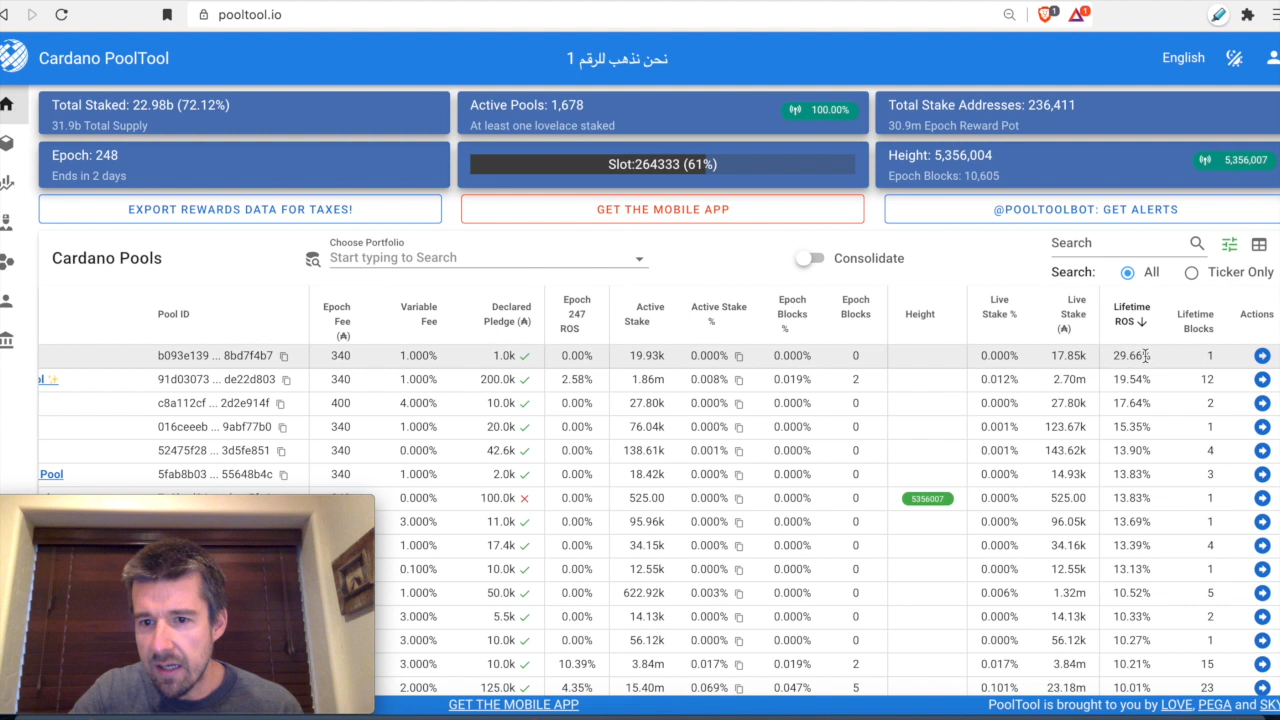 pooltool.io
1
1
Cardano PoolTool
نحن نذهب للرقم 1
English
Total Staked: 22.98b (72.12%)
31.9b Total Supply
Active Pools: 1,678
At least one lovelace staked
100.00%
Total Stake Addresses: 236,411
30.9m Epoch Reward Pot
Epoch: 248
Ends in 2 days
Slot:264333 (61%)
Height: 5,356,004
Epoch Blocks: 10,605
5,356,007
EXPORT REWARDS DATA FOR TAXES!
GET THE MOBILE APP
@POOLTOOLBOT: GET ALERTS
Cardano Pools
Choose Portfolio
Start typing to Search
Consolidate
Search
Search: All Ticker Only
Pool ID Epoch Fee (₳) Variable Fee Declared Pledge (₳) Epoch 247 ROS Active Stake Active Stake % Epoch Blocks % Epoch Blocks Height Live Stake % Live Stake (₳) Lifetime ROS Lifetime Blocks Actions
b093e139 ... 8bd7f4b7 340 1.000% 1.0k 0.00% 19.93k 0.000% 0.000% 0 0.000% 17.85k 29.66% 1
ol 91d03073 ... de22d803 340 1.000% 200.0k 2.58% 1.86m 0.008% 0.019% 2 0.012% 2.70m 19.54% 12
c8a112cf ... 2d2e914f 400 4.000% 10.0k 0.00% 27.80k 0.000% 0.000% 0 0.000% 27.80k 17.64% 2
016ceeeb ... 9abf77b0 340 1.000% 20.0k 0.00% 76.04k 0.000% 0.000% 0 0.001% 123.67k 15.35% 1
52475f28 ... 3d5fe851 340 1.000% 42.6k 0.00% 138.61k 0.001% 0.000% 0 0.001% 143.62k 13.90% 4
Pool 5fab8b03 ... 55648b4c 340 1.000% 2.0k 0.00% 18.42k 0.000% 0.000% 0 0.000% 14.93k 13.83% 3
0.000% 100.0k 0.00% 525.00 0.000% 0.000% 0 5356007 0.000% 525.00 13.83% 1
3.000% 11.0k 0.00% 95.96k 0.000% 0.000% 0 0.000% 96.05k 13.69% 1
1.000% 17.4k 0.00% 34.15k 0.000% 0.000% 0 0.000% 34.16k 13.39% 4
0.100% 10.0k 0.00% 12.55k 0.000% 0.000% 0 0.000% 12.55k 13.13% 1
1.000% 50.0k 0.00% 622.92k 0.003% 0.000% 0 0.006% 1.32m 10.52% 5
3.000% 5.5k 0.00% 14.13k 0.000% 0.000% 0 0.000% 14.13k 10.33% 2
3.000% 10.0k 0.00% 56.12k 0.000% 0.000% 0 0.000% 56.12k 10.27% 1
3.000% 10.0k 10.39% 3.84m 0.017% 0.019% 2 0.017% 3.84m 10.21% 15
2.000% 125.0k 4.35% 15.40m 0.069% 0.047% 5 0.101% 23.18m 10.01% 23
GET THE MOBILE APP
PoolTool is brought to you by LOVE, PEGA and SKY